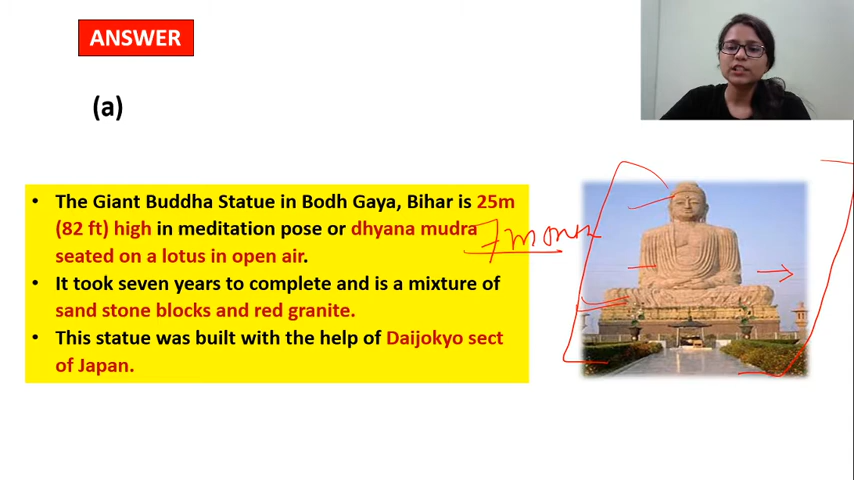 ANSWER
(a)
• The Giant Buddha Statue in Bodh Gaya, Bihar is 25m
(82 ft) high in meditation pose or dhyana mudra
seated on a lotus in open air.
7 month
• It took seven years to complete and is a mixture of
sand stone blocks and red granite.
• This statue was built with the help of Daijokyo sect
of Japan.